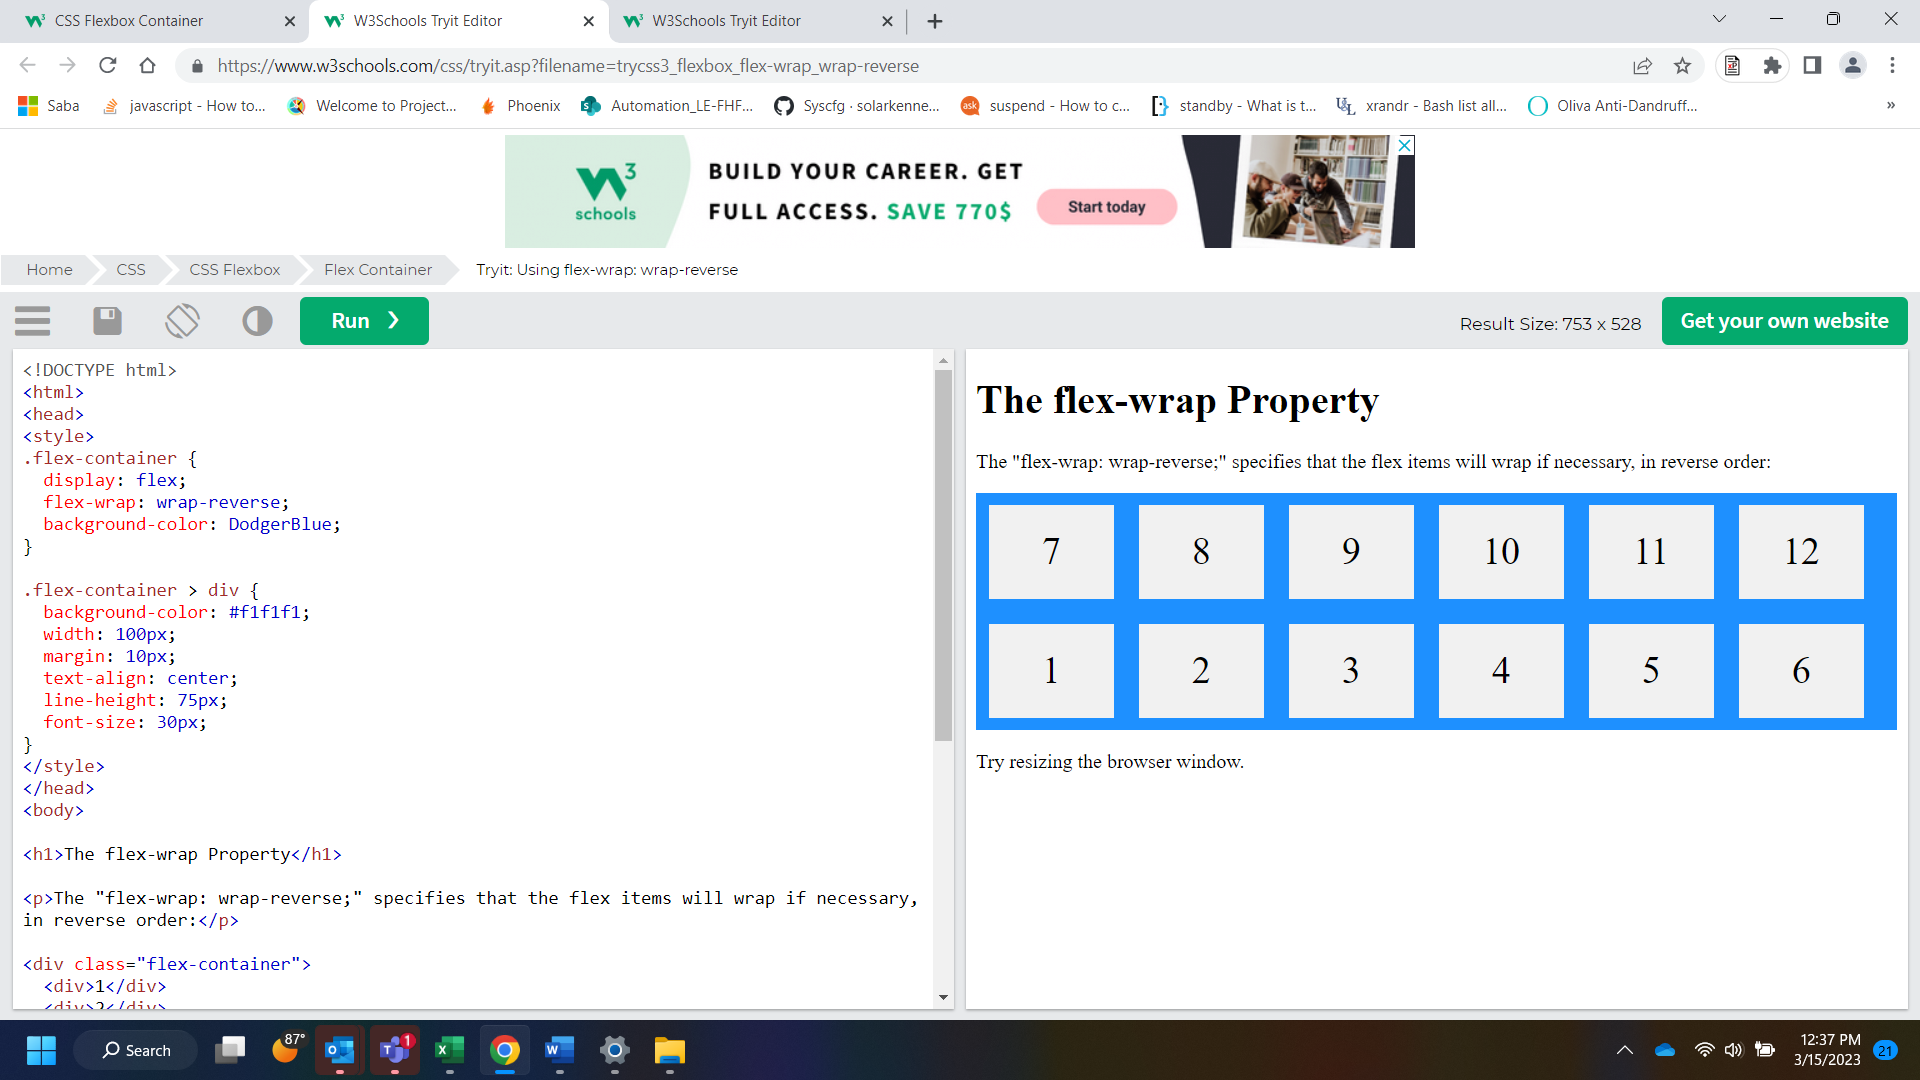 CSS Flexbox Container
W3Schools Tryit Editor
W3Schools Tryit Editor
https://www.w3schools.com/css/tryit.asp?filename=trycss3_flexbox_flex-wrap_wrap-reverse
Saba
javascript - How to...
Welcome to Project...
Phoenix
Automation_LE-FHF...
Syscfg · solarkenne...
ask
suspend - How to c...
standby - What is t...
U&L
xrandr - Bash list all...
Oliva Anti-Dandruff...
»
W3
schools
BUILD YOUR CAREER. GET
FULL ACCESS. SAVE 770$
Start today
Home
CSS
CSS Flexbox
Flex Container
Tryit: Using flex-wrap: wrap-reverse
Run ❯
Result Size: 753 x 528
Get your own website
<!DOCTYPE html>
<html>
<head>
<style>
.flex-container {
  display: flex;
  flex-wrap: wrap-reverse;
  background-color: DodgerBlue;
}
.flex-container > div {
  background-color: #f1f1f1;
  width: 100px;
  margin: 10px;
  text-align: center;
  line-height: 75px;
  font-size: 30px;
}
</style>
</head>
<body>
<h1>The flex-wrap Property</h1>
<p>The "flex-wrap: wrap-reverse;" specifies that the flex items will wrap if necessary,
in reverse order:</p>
<div class="flex-container">
  <div>1</div>
  <div>2</div>
The flex-wrap Property
The "flex-wrap: wrap-reverse;" specifies that the flex items will wrap if necessary, in reverse order:
7 8 9 10 11 12
1 2 3 4 5 6
Try resizing the browser window.
Search
87°
1
12:37 PM
3/15/2023
21